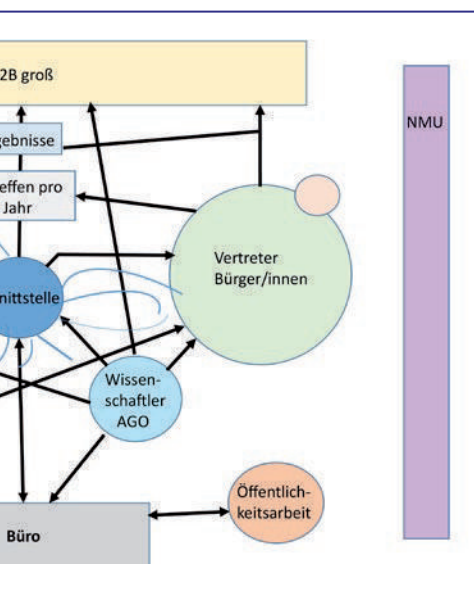 2B groß
NMU
gebnisse
effen pro
Jahr
Vertreter
Bürger/innen
nittstelle
Wissen-
schaftler
AGO
Öffentlich-
keitsarbeit
Büro